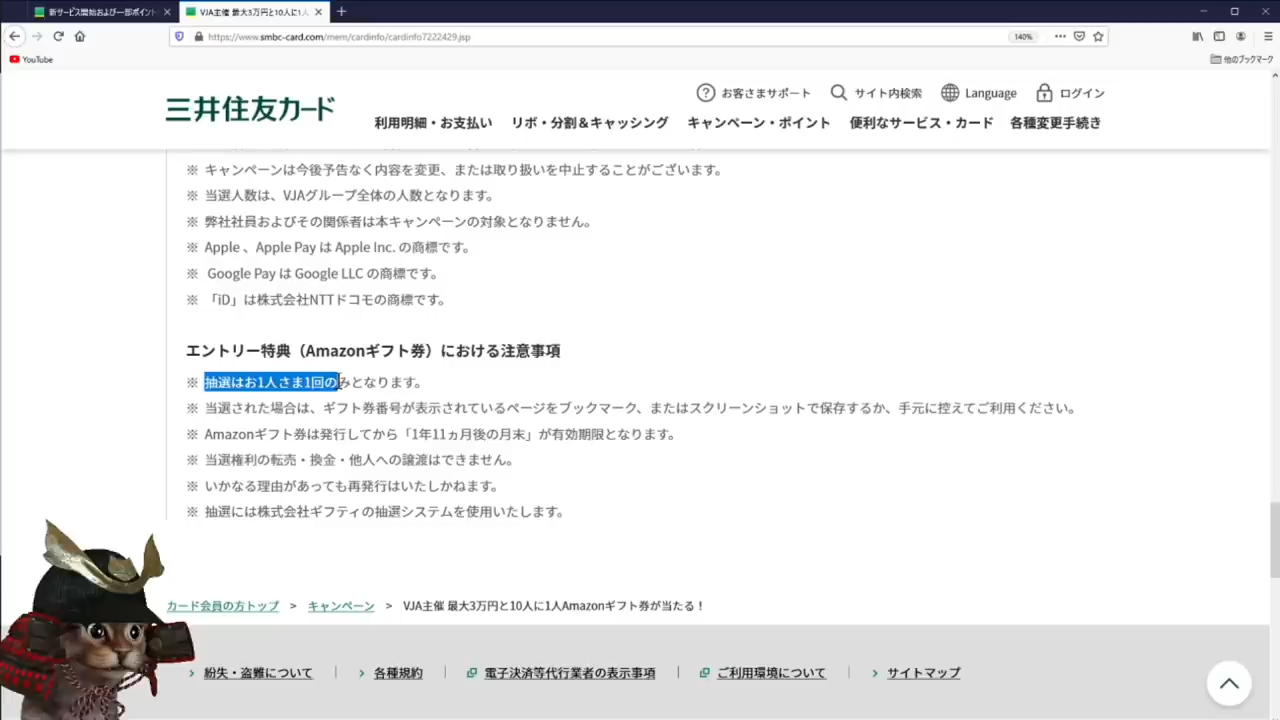 新サービス開始および一部ポイント
VJA主催 最大3万円と10人に1人
https://www.smbc-card.com/mem/cardinfo/cardinfo7222429.jsp
140%
YouTube
他のブックマーク
三井住友カード
お客さまサポート
サイト内検索
Language
ログイン
利用明細・お支払い
リボ・分割＆キャッシング
キャンペーン・ポイント
便利なサービス・カード
各種変更手続き
※ キャンペーンは今後予告なく内容を変更、または取り扱いを中止することがございます。
※ 当選人数は、VJAグループ全体の人数となります。
※ 弊社社員およびその関係者は本キャンペーンの対象となりません。
※ Apple 、Apple Pay は Apple Inc. の商標です。
※ Google Pay は Google LLC の商標です。
※ 「iD」は株式会社NTTドコモの商標です。
エントリー特典（Amazonギフト券）における注意事項
※ 抽選はお1人さま1回のみとなります。
※ 当選された場合は、ギフト券番号が表示されているページをブックマーク、またはスクリーンショットで保存するか、手元に控えてご利用ください。
※ Amazonギフト券は発行してから「1年11ヵ月後の月末」が有効期限となります。
※ 当選権利の転売・換金・他人への譲渡はできません。
※ いかなる理由があっても再発行はいたしかねます。
※ 抽選には株式会社ギフティの抽選システムを使用いたします。
カード会員の方トップ > キャンペーン > VJA主催 最大3万円と10人に1人Amazonギフト券が当たる！
紛失・盗難について
各種規約
電子決済等代行業者の表示事項
ご利用環境について
サイトマップ